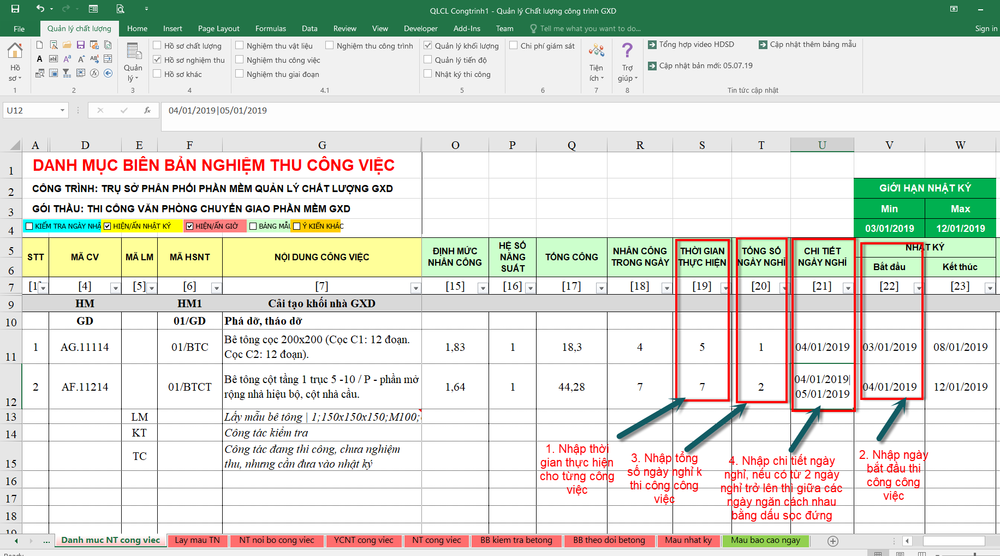 QLCL Congtrinh1 - Quản lý Chất lượng công trình GXD
File
Quản lý chất lượng
Home
Insert
Page Layout
Formulas
Data
Review
View
Developer
Add-Ins
Team
Tell me what you want to do...
Sign in
Hồ
sơ
1
2
Quản
lý
3
Hồ sơ chất lượng
Hồ sơ nghiệm thu
Hồ sơ khác
4
Nghiệm thu vật liệu
Nghiệm thu công trình
Nghiệm thu công việc
Nghiệm thu giai đoạn
4.1
Quản lý khối lượng
Quản lý tiến độ
Nhật ký thi công
5
Chi phí giám sát
6
Tiện
ích
7
Trợ
giúp
8
Tổng hợp video HDSD
Cập nhật thêm bảng mẫu
Cập nhật bản mới: 05.07.19
Tin tức cập nhật
U12
fx
04/01/2019|05/01/2019
A D E F G O P Q R S T U V W
1 DANH MỤC BIÊN BẢN NGHIỆM THU CÔNG VIỆC
2 CÔNG TRÌNH: TRỤ SỞ PHÂN PHỐI PHẦN MỀM QUẢN LÝ CHẤT LƯỢNG GXD
GIỚI HẠN NHẬT KÝ
3 GÓI THẦU: THI CÔNG VĂN PHÒNG CHUYỂN GIAO PHẦN MỀM GXD
Min Max
4 KIỂM TRA NGÀY NHẬ HIỆN/ẨN NHẬT KÝ HIỆN/ẨN GIỜ BẢNG MẪU Ý KIẾN KHÁC
03/01/2019 12/01/2019
5
6
STT
MÃ CV
MÃ LM
MÃ HSNT
NỘI DUNG CÔNG VIỆC
ĐỊNH MỨC
NHÂN CÔNG
HỆ SỐ
NĂNG
SUẤT
TỔNG CÔNG
NHÂN CÔNG
TRONG NGÀY
THỜI GIAN
THỰC HIỆN
TỔNG SỐ
NGÀY NGHỈ
CHI TIẾT
NGÀY NGHỈ
NHẬT KÝ
Bắt đầu
Kết thúc
7 [1] [4] [5] [6] [7] [15] [16] [17] [18] [19] [20] [21] [22] [23]
9 HM HM1 Cải tạo khối nhà GXD
10 GD 01/GD Phá dỡ, tháo dỡ
11 1 AG.11114 01/BTC
Bê tông cọc 200x200 (Cọc C1: 12 đoạn.
Cọc C2: 12 đoạn).
1,83 1 18,3 4 5 1 04/01/2019 03/01/2019 08/01/2019
12 2 AF.11214 01/BTCT
Bê tông cột tầng 1 trục 5 -10 / P - phần mở
rộng nhà hiệu bộ, cột nhà cầu.
1,64 1 44,28 7 7 2
04/01/2019|
05/01/2019
04/01/2019 12/01/2019
13 LM Lấy mẫu bê tông | 1;150x150x150;M100;
14 KT Công tác kiểm tra
15 TC
Công tác đang thi công, chưa nghiệm
thu, nhưng cần đưa vào nhật ký
16
17
18
19
1. Nhập thời
gian thực hiện
cho từng công
việc
3. Nhập tổng
số ngày nghỉ k
thi công công
việc
4. Nhập chi tiết ngày
nghỉ, nếu có từ 2 ngày
nghỉ trở lên thì giữa các
ngày ngăn cách nhau
bằng dấu sọc đứng
2. Nhập ngày
bắt đầu thi
công công
việc
...
Danh muc NT cong viec
Lay mau TN
NT noi bo cong viec
YCNT cong viec
NT cong viec
BB kiem tra betong
BB theo doi betong
Mau nhat ky
Mau bao cao ngay
Ready